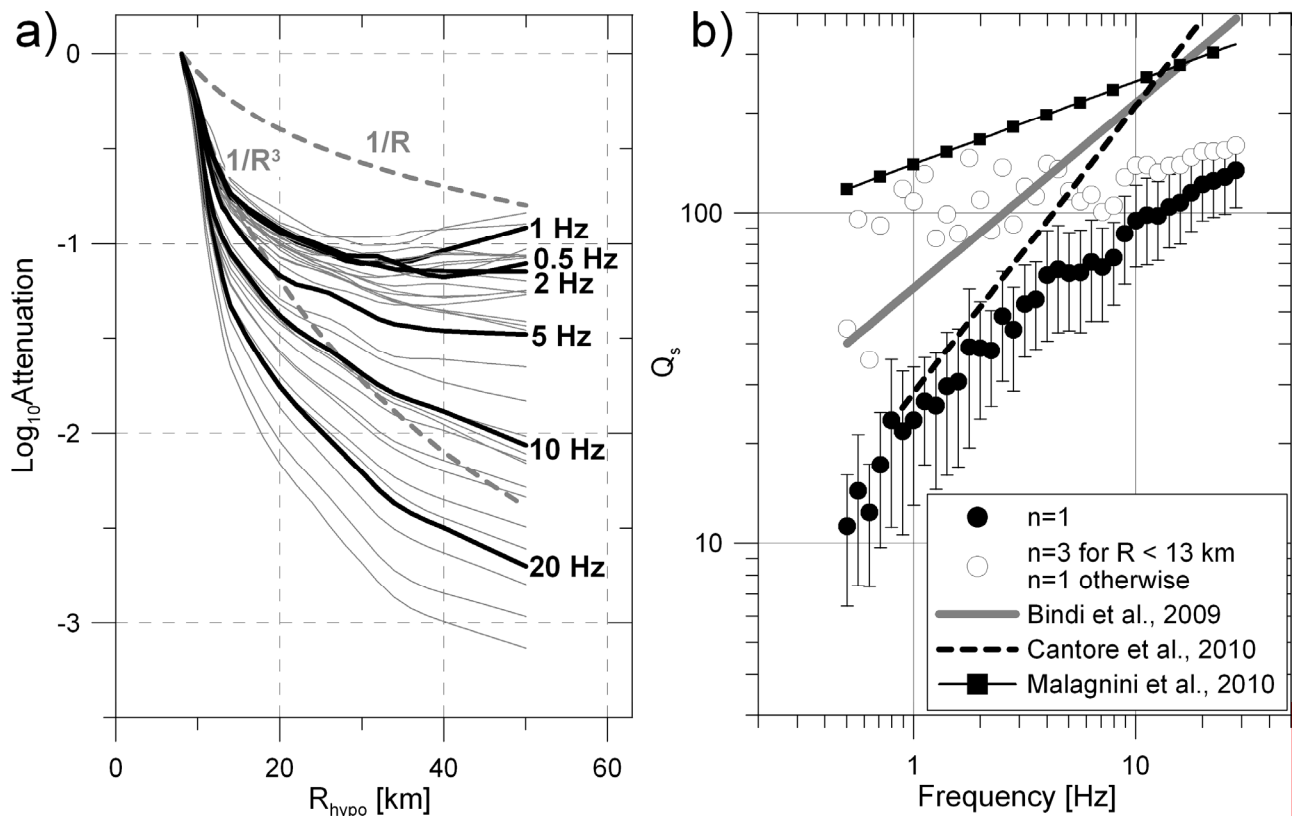 a)
0
-1
-2
-3
Log10Attenuation
1/R
1/R³
1 Hz
0.5 Hz
2 Hz
5 Hz
10 Hz
20 Hz
0
20
40
60
Rhypo [km]
b)
100
10
Qs
n=1
n=3 for R < 13 km
n=1 otherwise
Bindi et al., 2009
Cantore et al., 2010
Malagnini et al., 2010
1
10
Frequency [Hz]